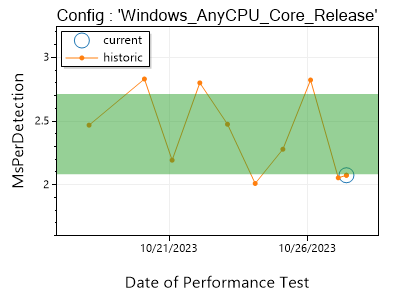 Config : 'Windows_AnyCPU_Core_Release'
current
historic
MsPerDetection
3
2.5
2
10/21/2023
10/26/2023
Date of Performance Test